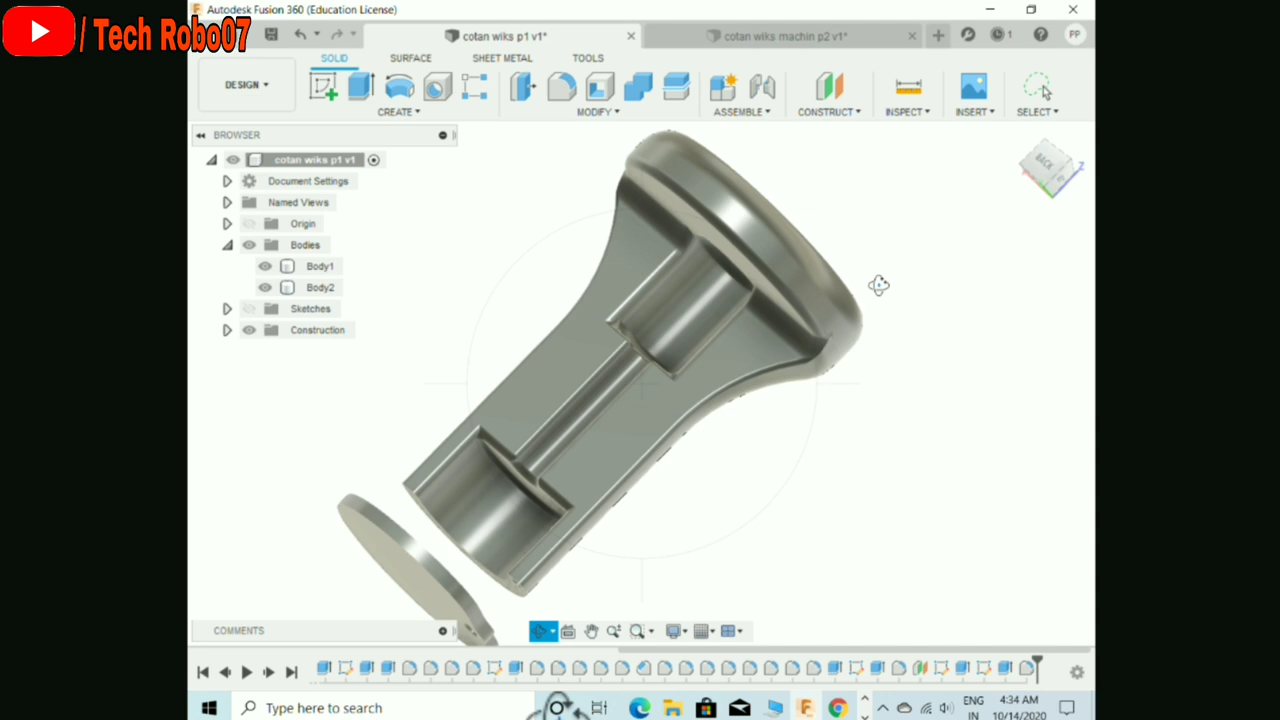 Autodesk Fusion 360 (Education License)
/ Tech Robo07
cotan wiks p1 v1*
cotan wiks machin p2 v1*
1
PP
SOLID
SURFACE
SHEET METAL
TOOLS
DESIGN
CREATE
MODIFY
ASSEMBLE
CONSTRUCT
INSPECT
INSERT
SELECT
BROWSER
cotan wiks p1 v1
Document Settings
Named Views
Origin
Bodies
Body1
Body2
Sketches
Construction
BACK
Z
COMMENTS
Type here to search
ENG
IN
4:34 AM
10/14/2020